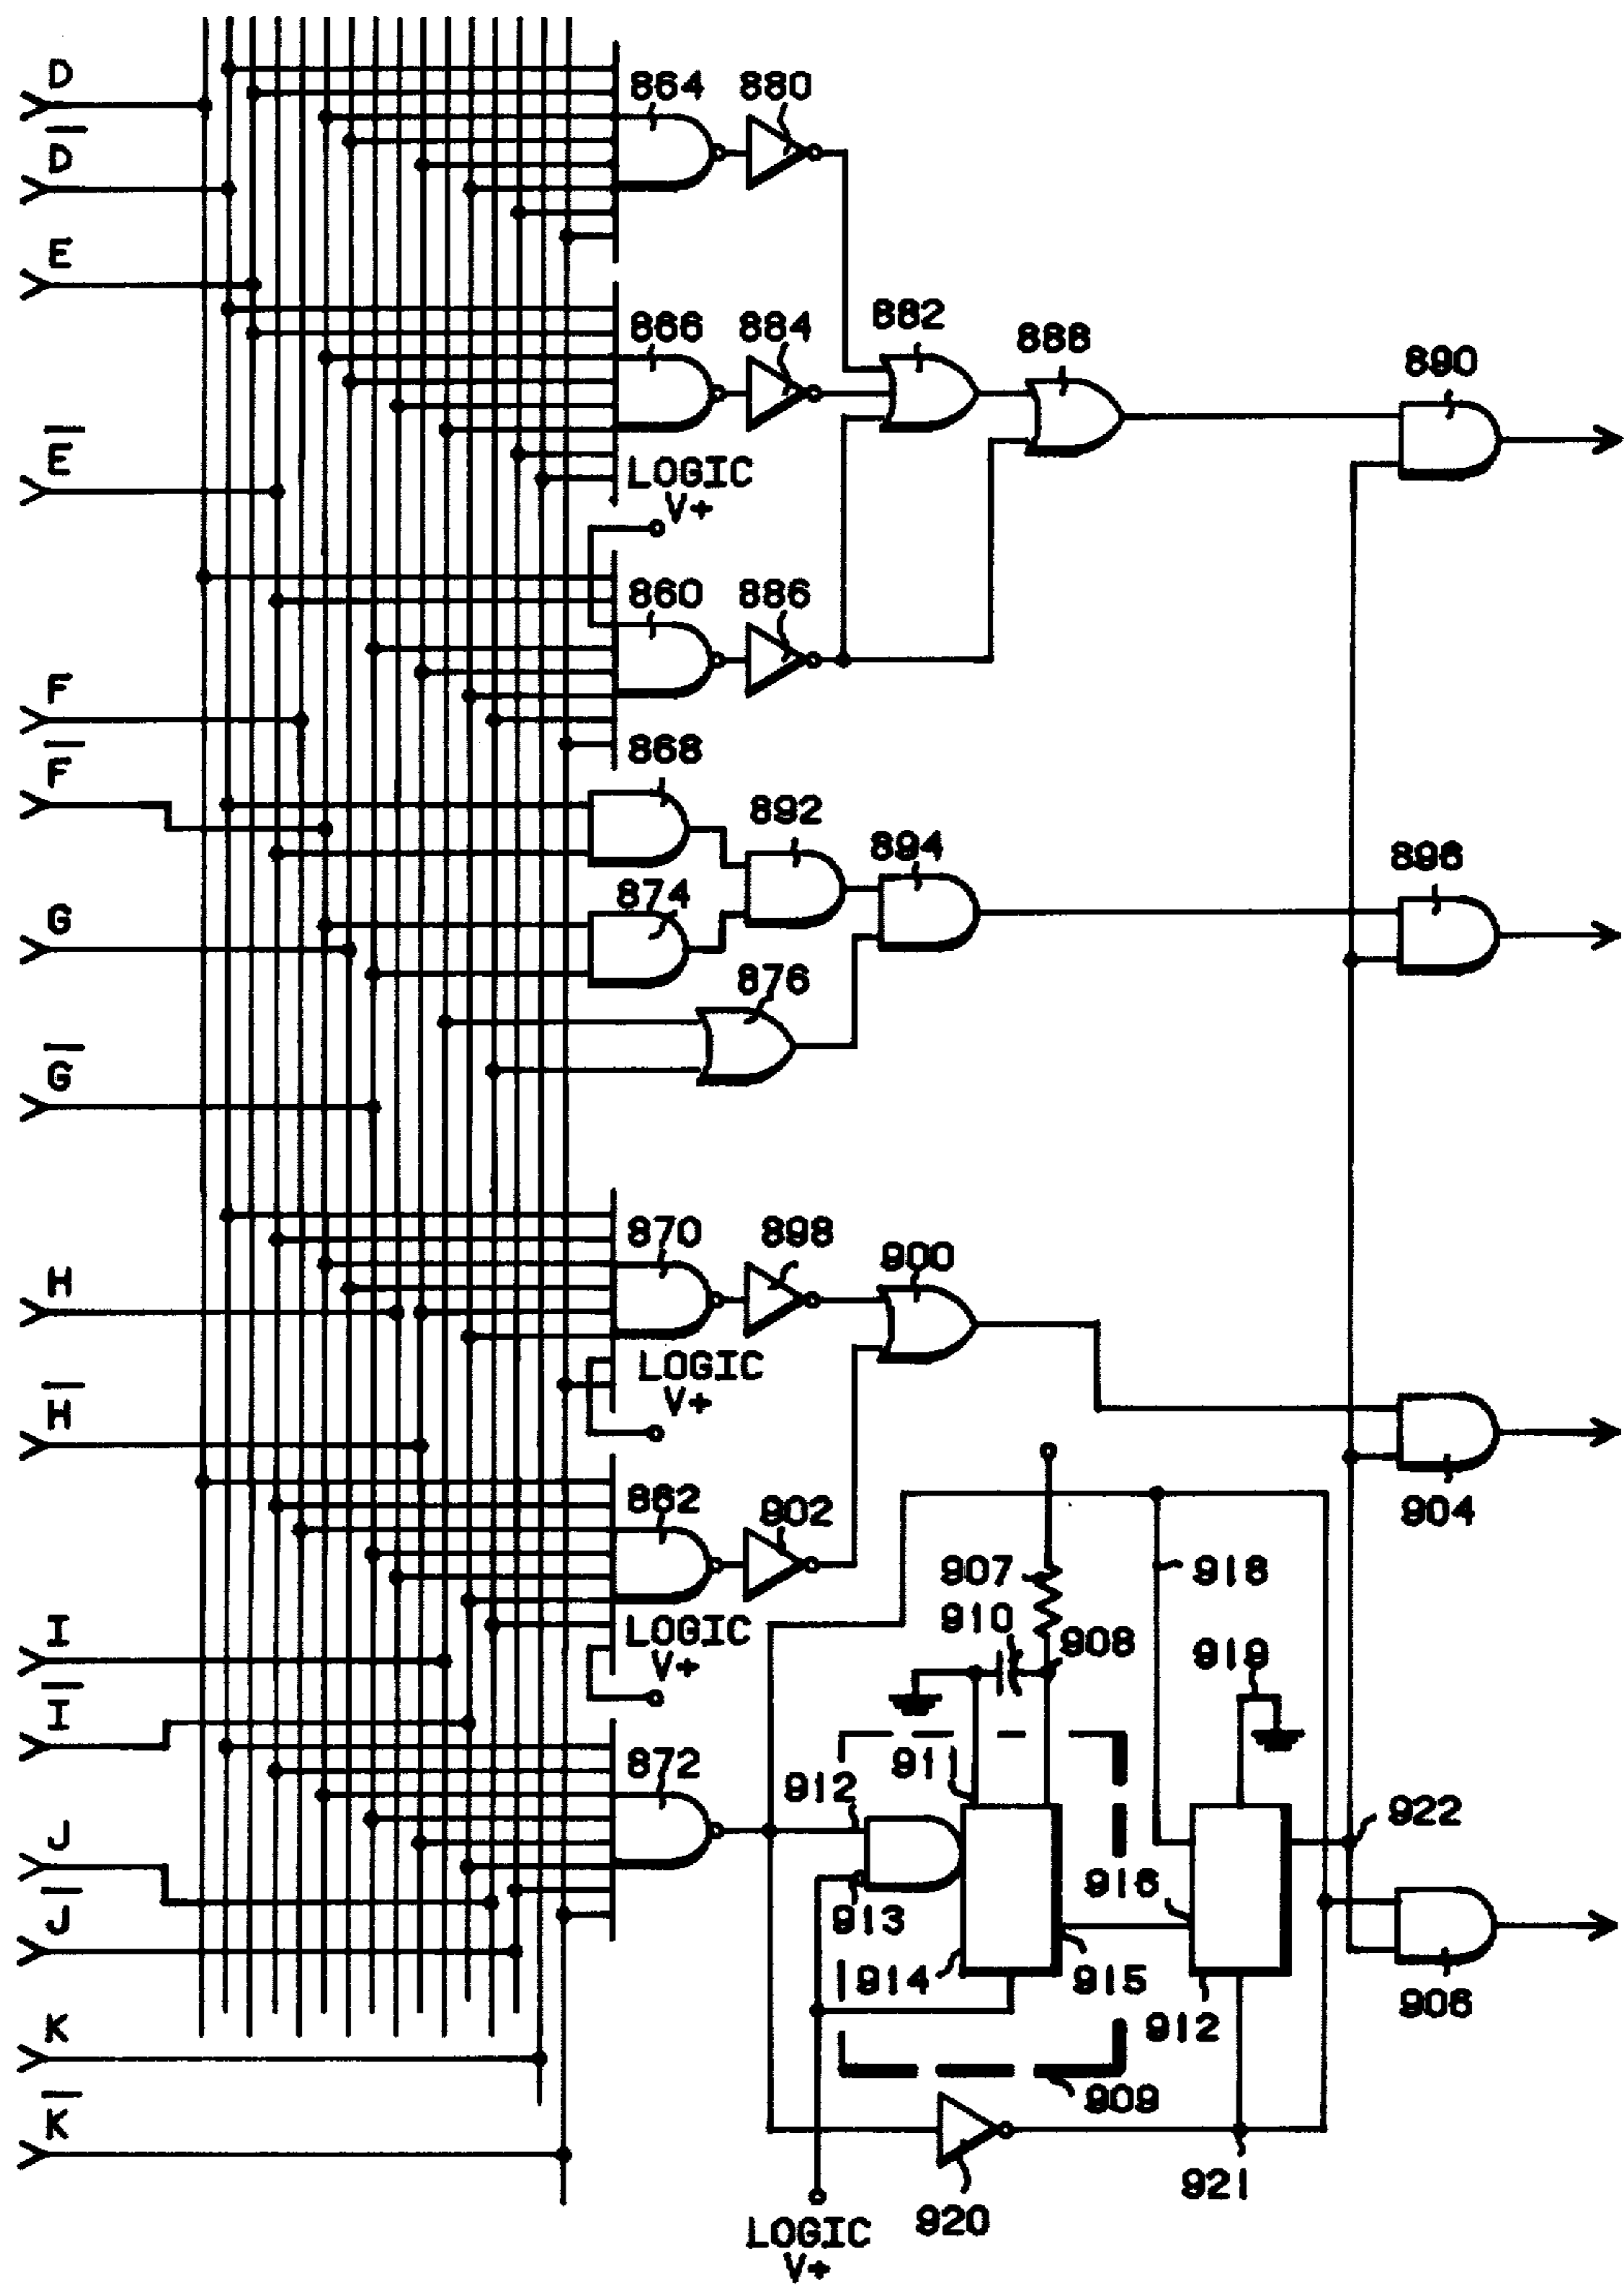 D
864 880
D̅
E
866 884 882 888 890
E̅
LOGIC
V+
860 886
F
868
F̅
892 894 896
874
G
876
G̅
870 898 900
H
LOGIC
V+
H̅
862 902 904
907 918
910 908
I
LOGIC
V+
919
I̅
872
911
912
922
J
916
913
J̅
914 915
912 906
K
909
K̅
921
920
LOGIC
V+